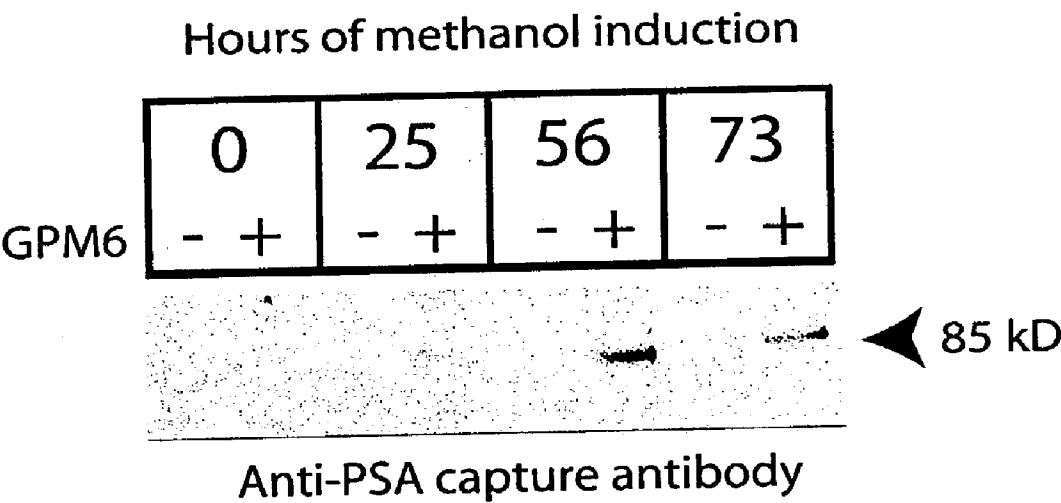 Hours of methanol induction
0 25 56 73
GPM6 - + - + - + - +
85 kD
Anti-PSA capture antibody